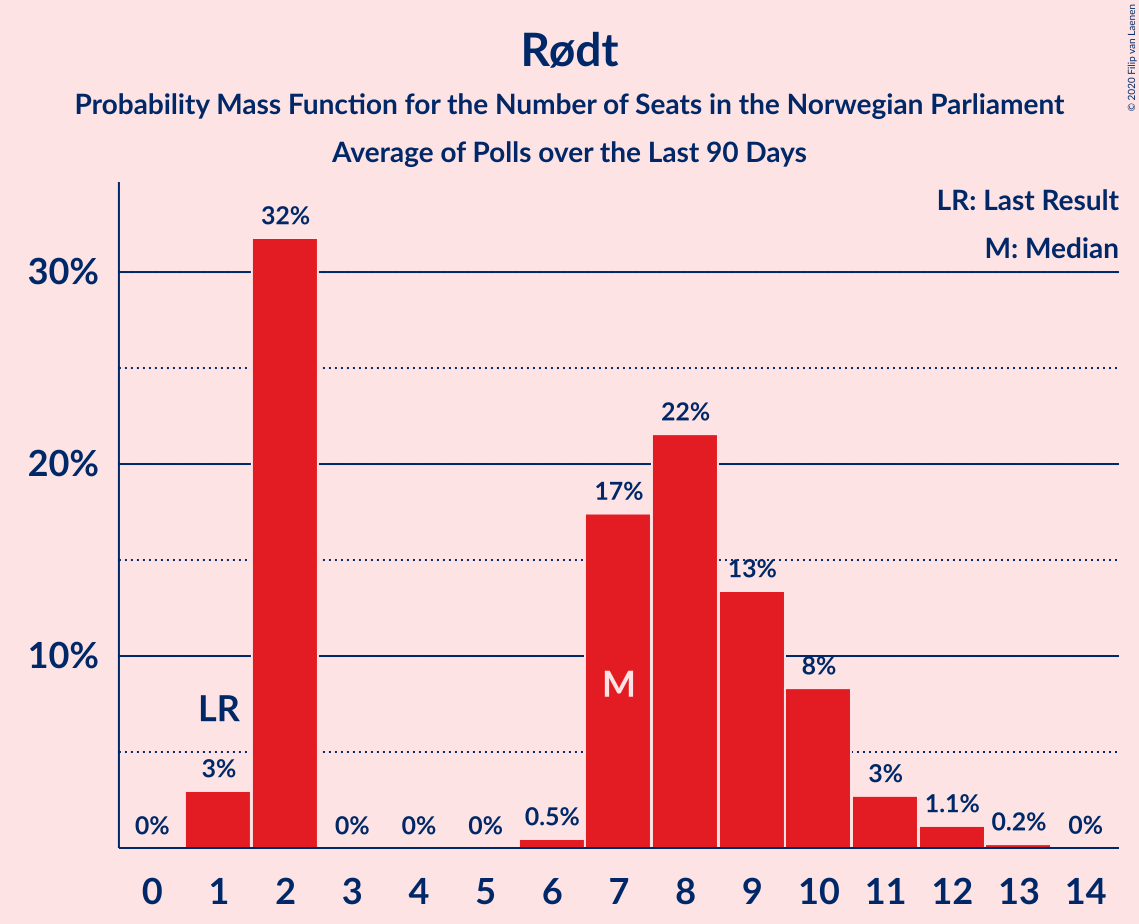 Rødt
Probability Mass Function for the Number of Seats in the Norwegian Parliament
Average of Polls over the Last 90 Days
© 2020 Filip van Laenen
LR: Last Result
M: Median
32%
30%
22%
20%
17%
13%
10%
8%
M
LR
3%
3%
1.1%
0.5%
0.2%
0%
0%
0%
0%
0%
0 1 2 3 4 5 6 7 8 9 10 11 12 13 14